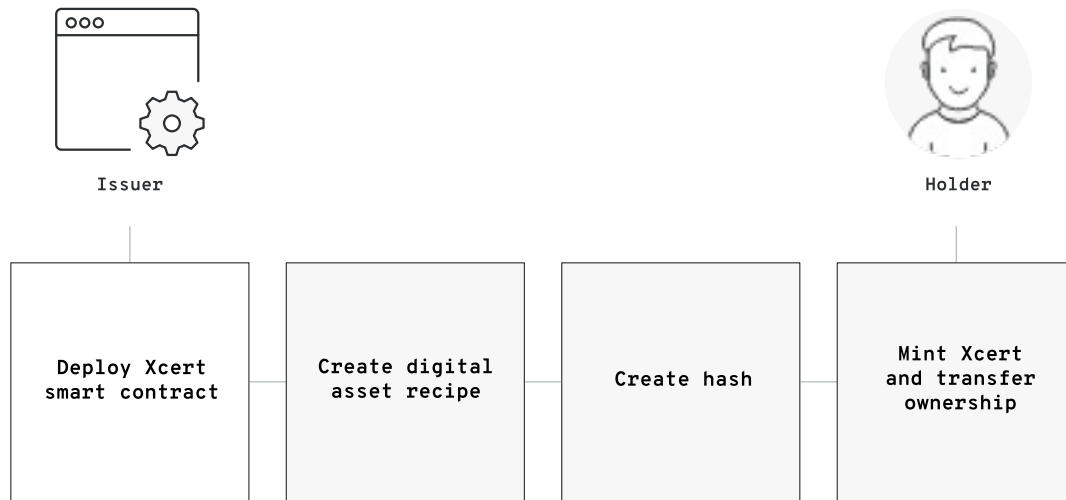 Issuer
Holder
Deploy Xcert
smart contract
Create digital
asset recipe
Create hash
Mint Xcert
and transfer
ownership